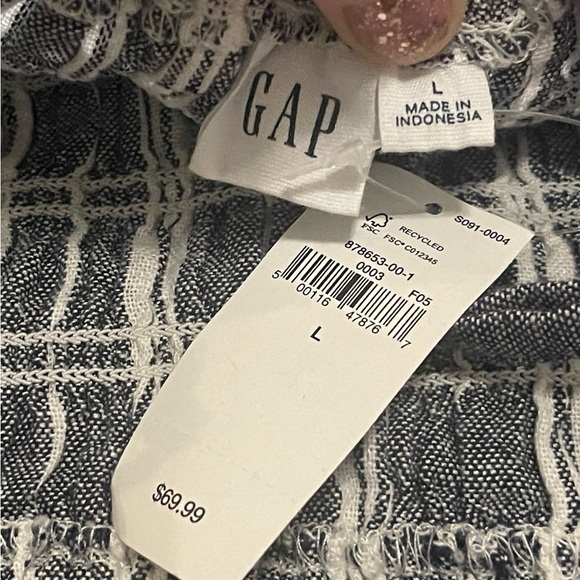 GAP
L
MADE IN
INDONESIA
S091-0004
FSC RECYCLED
FSC® C012345
878653-00-1
0003 F05
5 00116 47876 7
L
$69.99